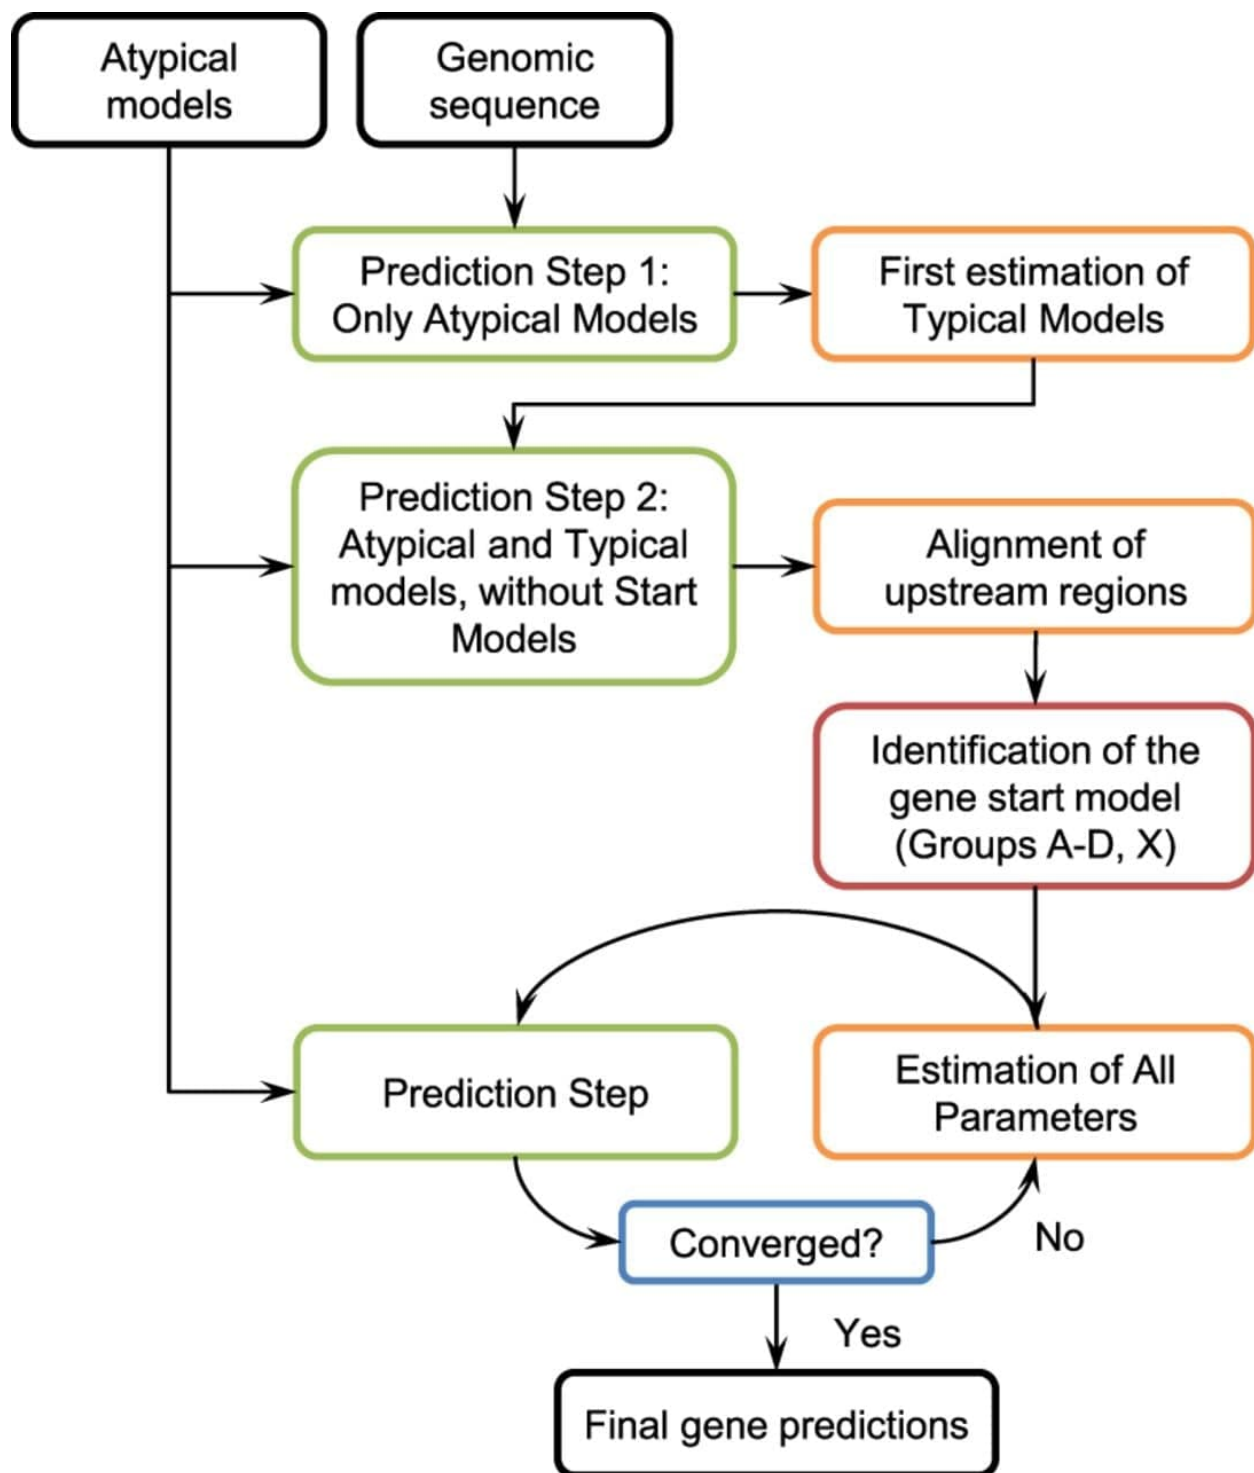 Atypical
models
Genomic
sequence
Prediction Step 1:
Only Atypical Models
First estimation of
Typical Models
Prediction Step 2:
Atypical and Typical
models, without Start
Models
Alignment of
upstream regions
Identification of the
gene start model
(Groups A-D, X)
Prediction Step
Estimation of All
Parameters
Converged?
No
Yes
Final gene predictions